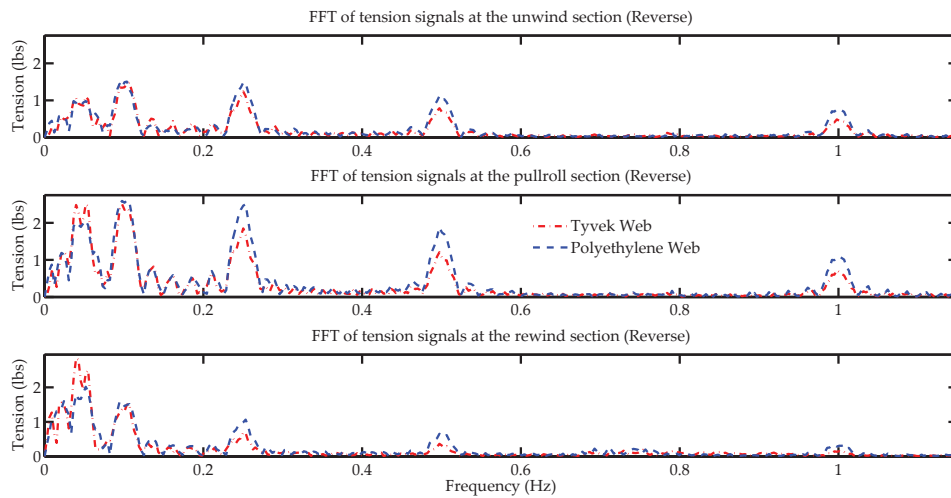 FFT of tension signals at the unwind section (Reverse)
Tension (lbs)
2
1
0
0 0.2 0.4 0.6 0.8 1
FFT of tension signals at the pullroll section (Reverse)
Tension (lbs)
2
1
0
Tyvek Web
Polyethylene Web
0 0.2 0.4 0.6 0.8 1
FFT of tension signals at the rewind section (Reverse)
Tension (lbs)
2
1
0
0 0.2 0.4 0.6 0.8 1
Frequency (Hz)